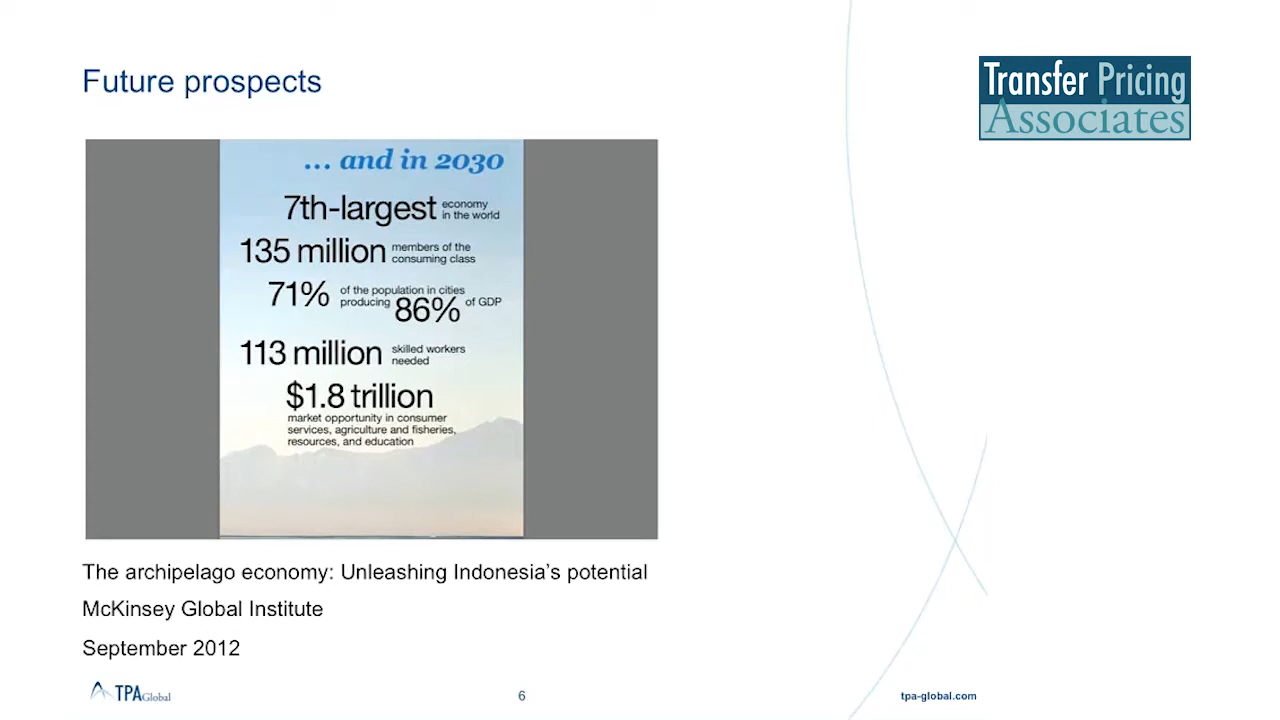 Future prospects
Transfer Pricing
Associates
... and in 2030
7th-largest economy
in the world
135 million members of the
consuming class
71% of the population in cities
producing 86% of GDP
113 million skilled workers
needed
$1.8 trillion
market opportunity in consumer
services, agriculture and fisheries,
resources, and education
The archipelago economy: Unleashing Indonesia’s potential
McKinsey Global Institute
September 2012
TPA Global
6
tpa-global.com